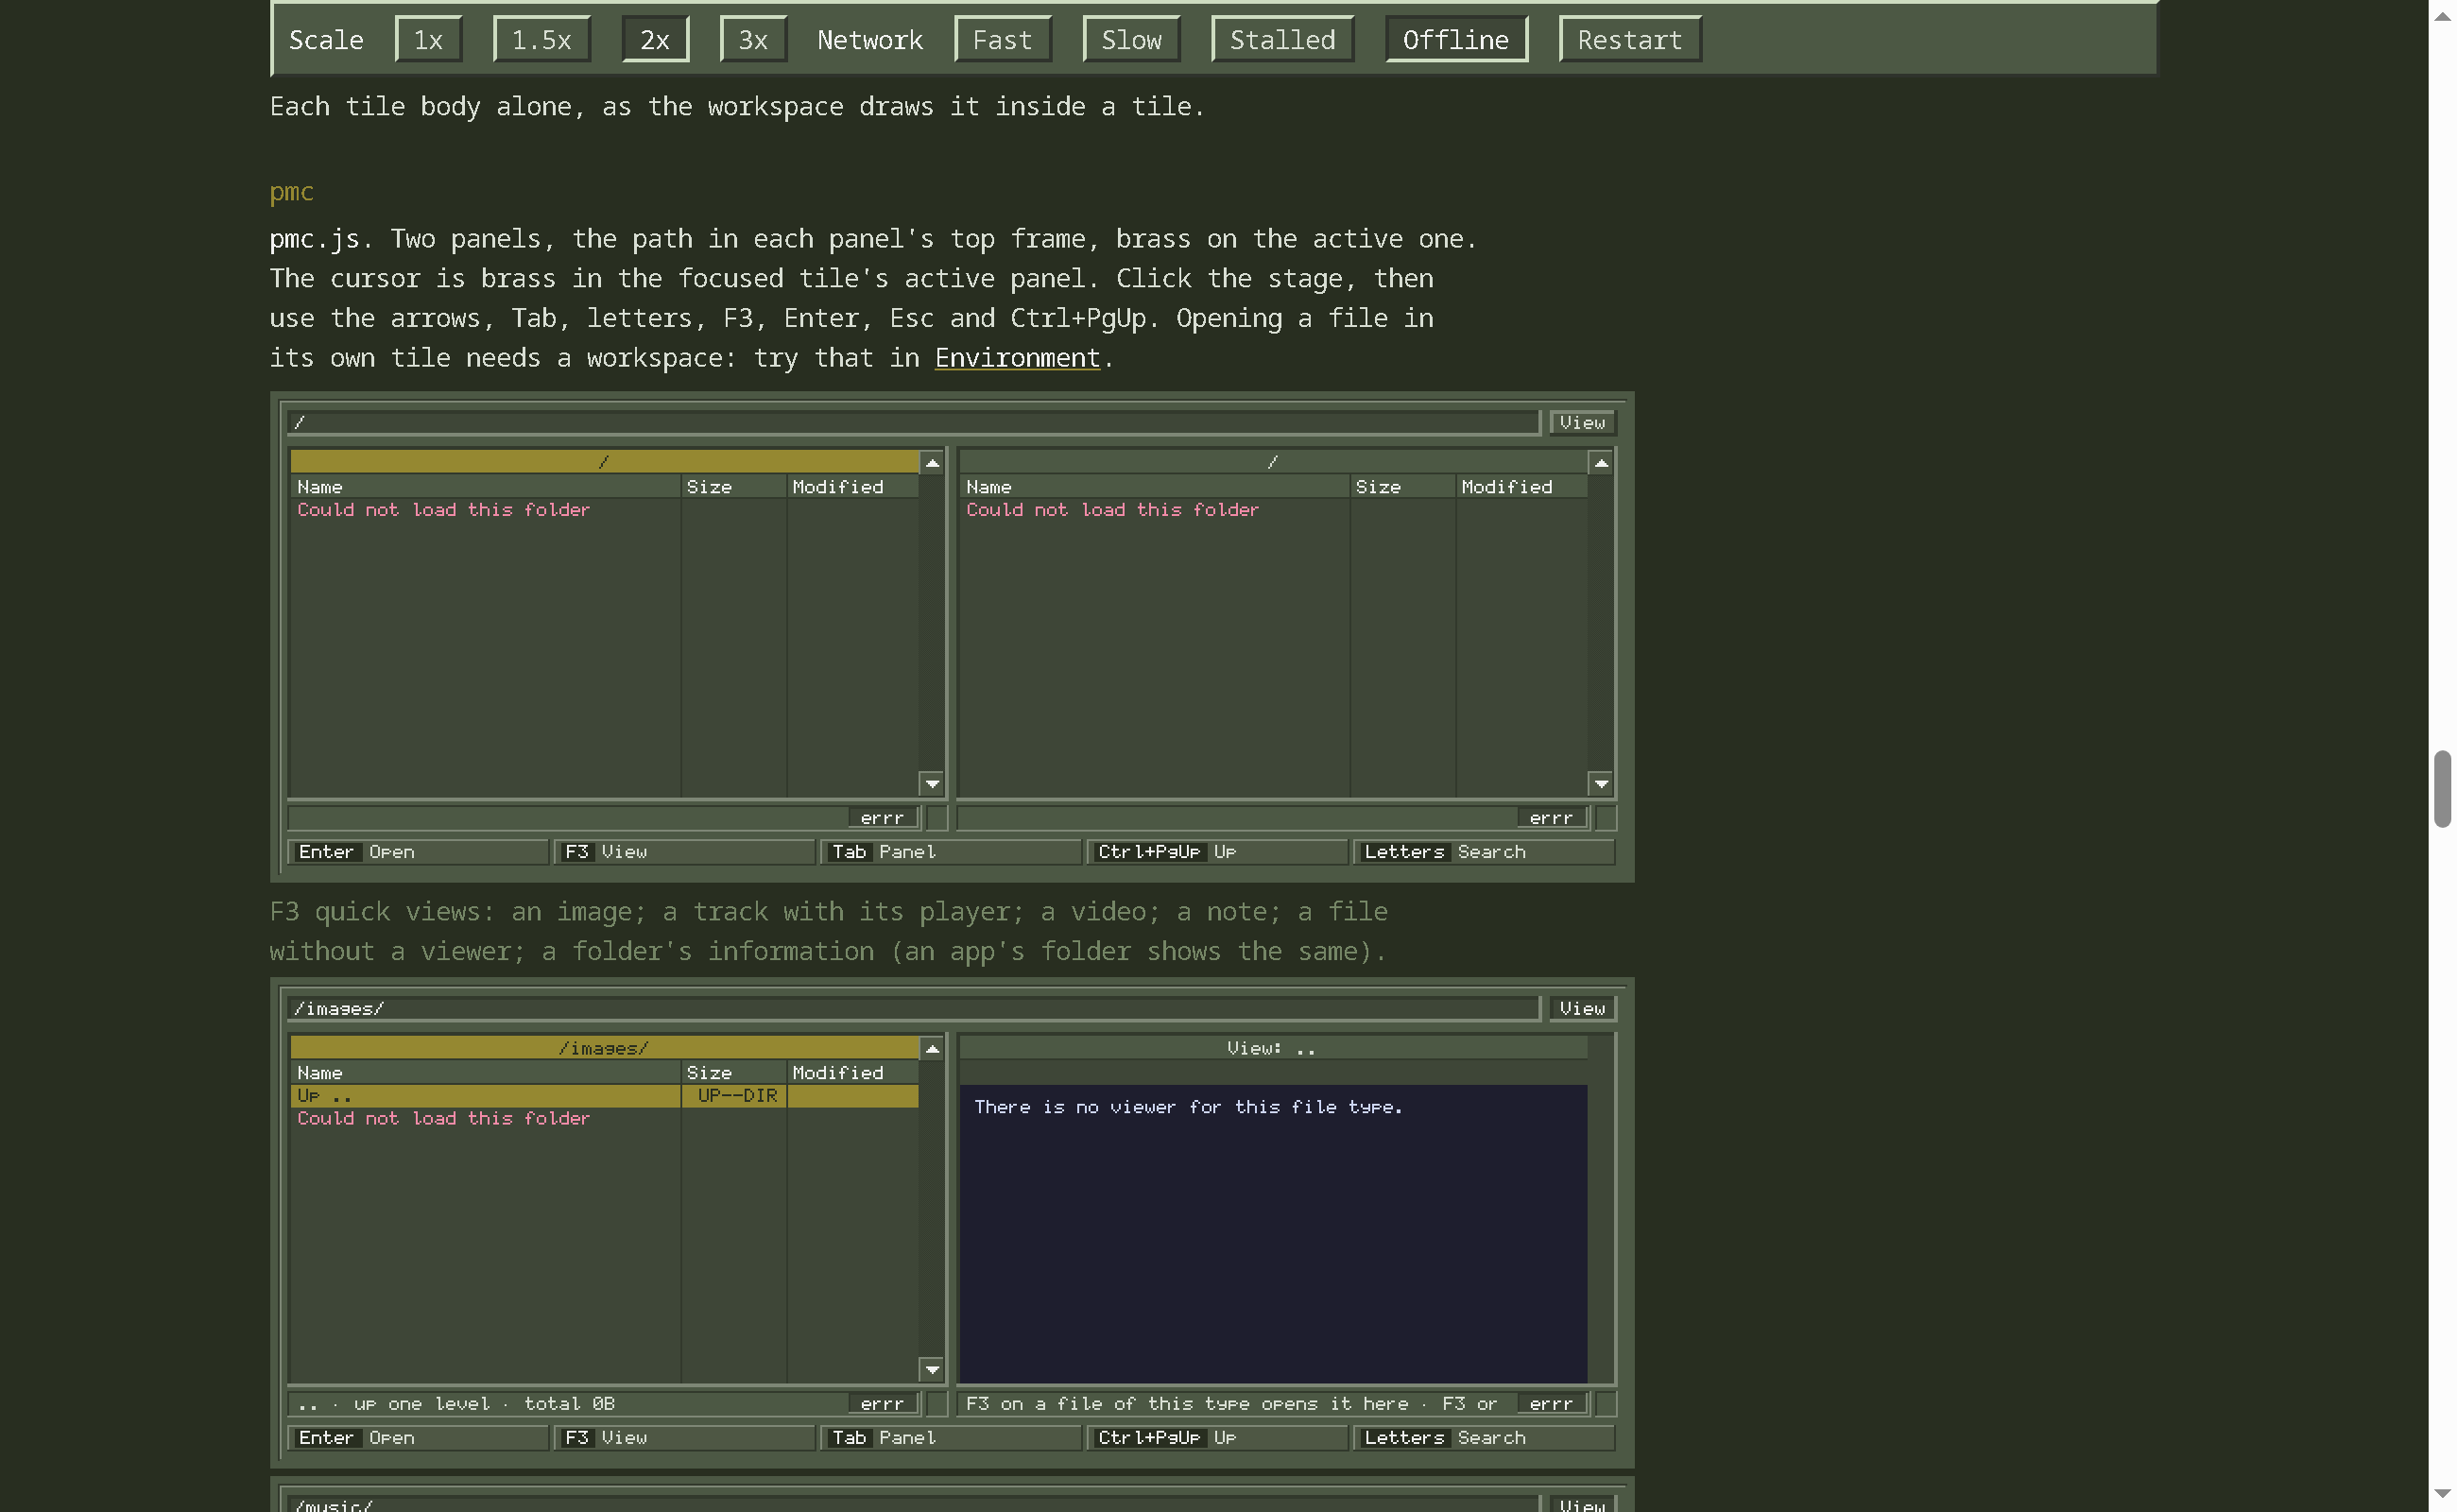 Scale 1x 1.5x 2x 3x Network Fast Slow Stalled Offline Restart
Each tile body alone, as the workspace draws it inside a tile.
pmc
pmc.js. Two panels, the path in each panel's top frame, brass on the active one.
The cursor is brass in the focused tile's active panel. Click the stage, then
use the arrows, Tab, letters, F3, Enter, Esc and Ctrl+PgUp. Opening a file in
its own tile needs a workspace: try that in Environment.
/ View
/ /
Name Size Modified Name Size Modified
Could not load this folder Could not load this folder
errr errr
Enter Open F3 View Tab Panel Ctrl+PgUp Up Letters Search
F3 quick views: an image; a track with its player; a video; a note; a file
without a viewer; a folder's information (an app's folder shows the same).
/images/ View
/images/ View: ..
Name Size Modified
Up .. UP--DIR
There is no viewer for this file type.
Could not load this folder
.. · up one level · total 0B errr F3 on a file of this type opens it here · F3 or errr
Enter Open F3 View Tab Panel Ctrl+PgUp Up Letters Search
/music/ View